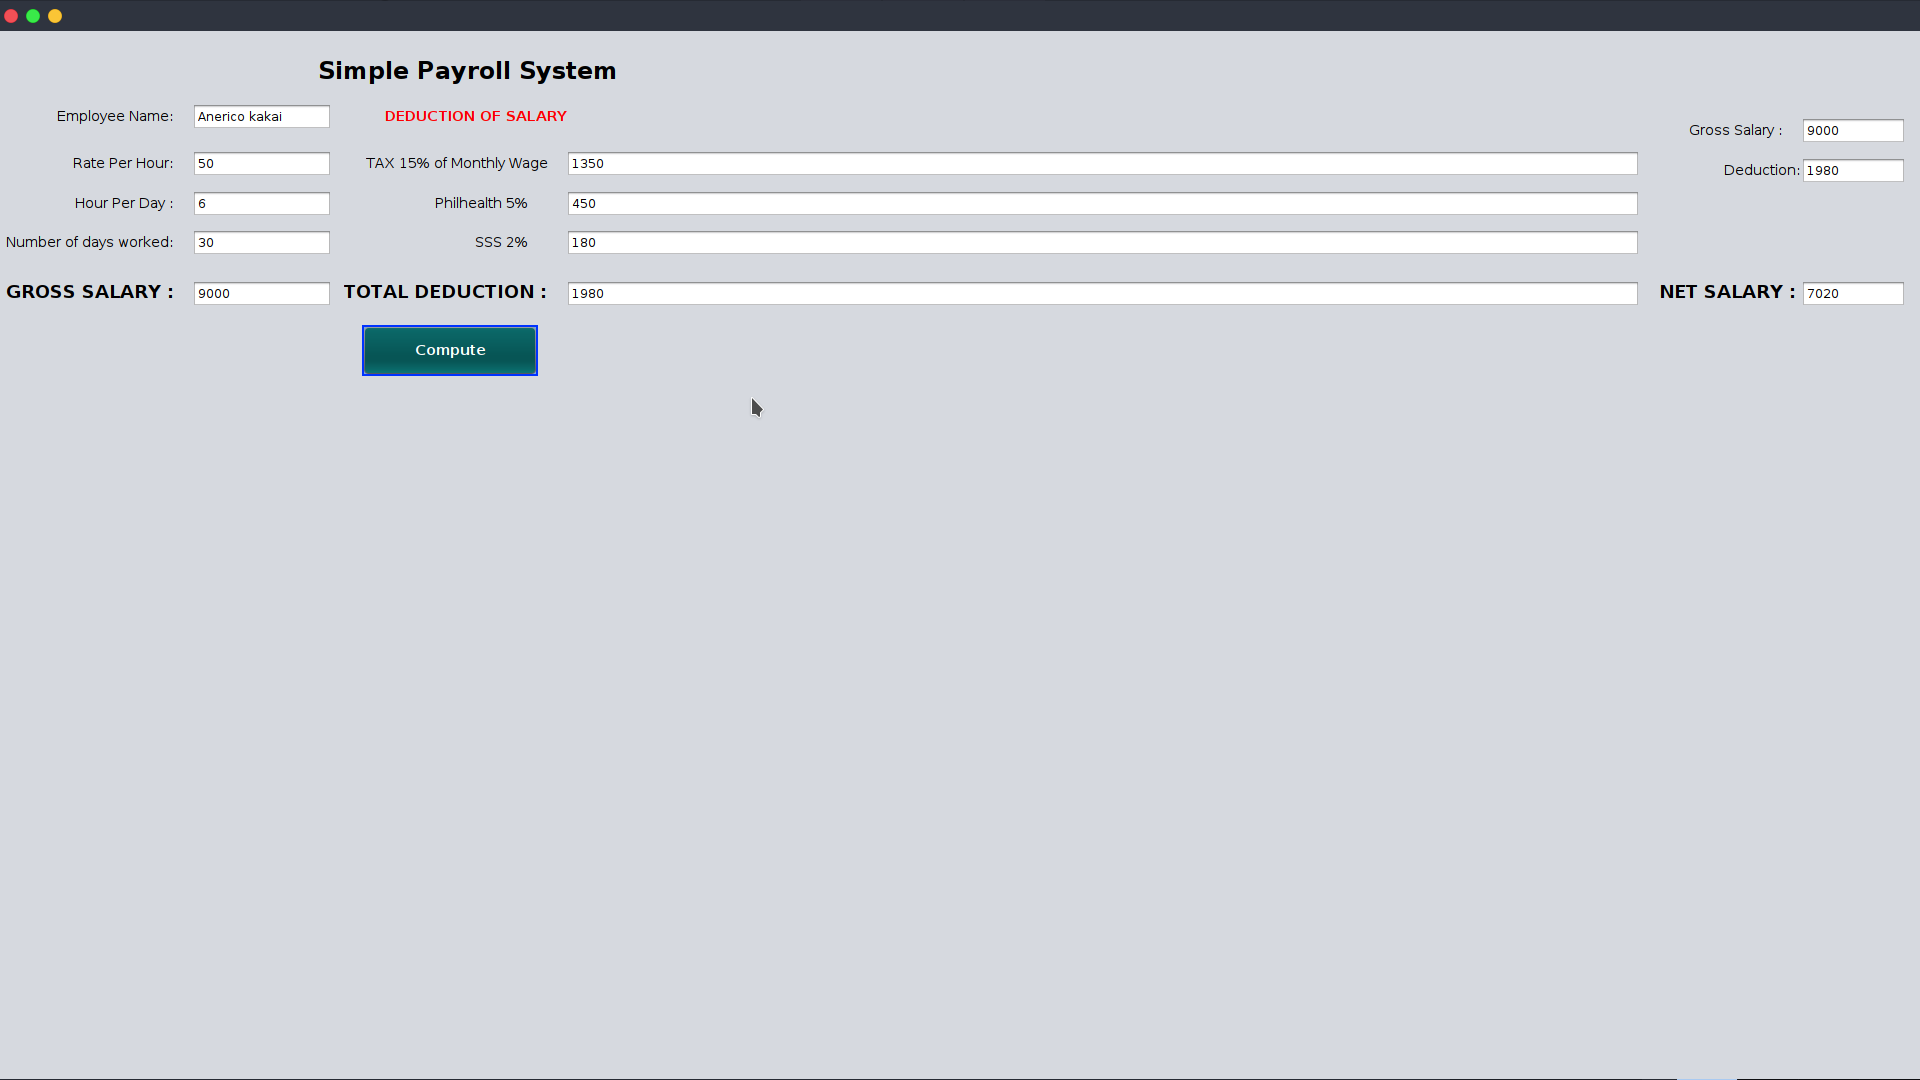 Simple Payroll System
Employee Name: Anerico kakai
DEDUCTION OF SALARY
Gross Salary : 9000
Rate Per Hour: 50
TAX 15% of Monthly Wage 1350
Deduction: 1980
Hour Per Day : 6
Philhealth 5% 450
Number of days worked: 30
SSS 2% 180
GROSS SALARY : 9000
TOTAL DEDUCTION : 1980
NET SALARY : 7020
Compute